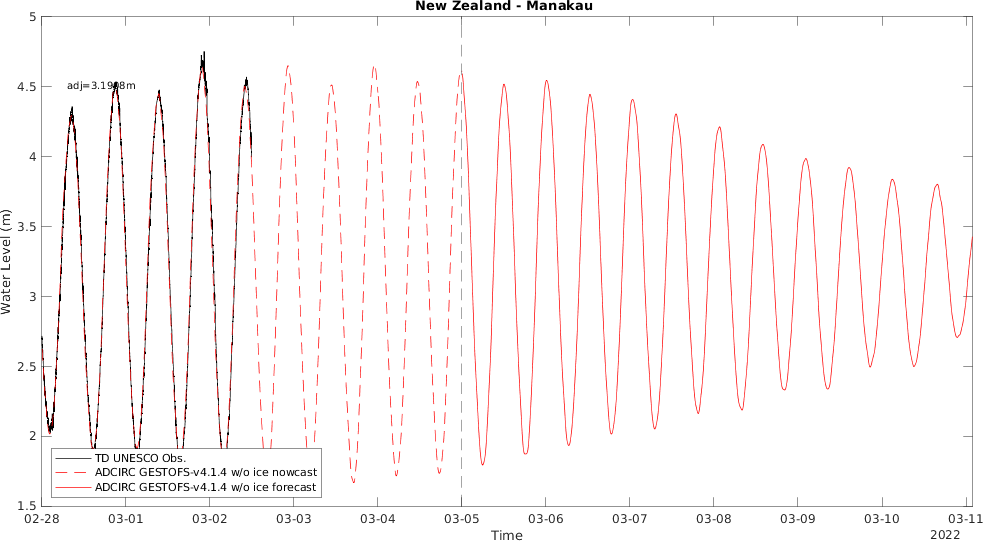 New Zealand - Manakau
5
4.5
4
3.5
3
2.5
2
1.5
Water Level (m)
adj=3.1998m
TD UNESCO Obs.
ADCIRC GESTOFS-v4.1.4 w/o ice nowcast
ADCIRC GESTOFS-v4.1.4 w/o ice forecast
02-28 03-01 03-02 03-03 03-04 03-05 03-06 03-07 03-08 03-09 03-10 03-11
Time
2022